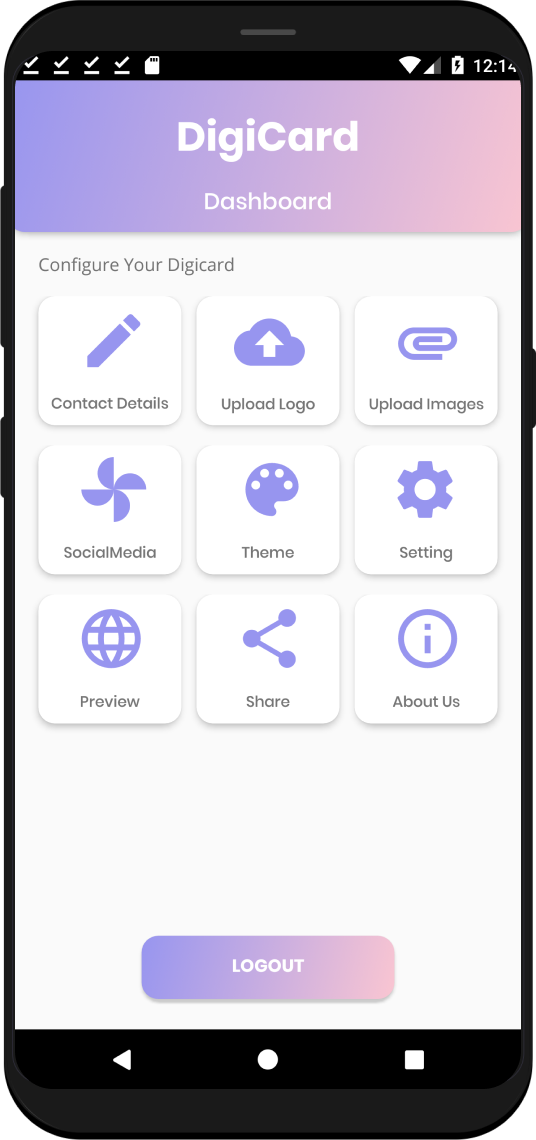 12:14
DigiCard
Dashboard
Configure Your Digicard
Contact Details
Upload Logo
Upload Images
SocialMedia
Theme
Setting
Preview
Share
About Us
LOGOUT